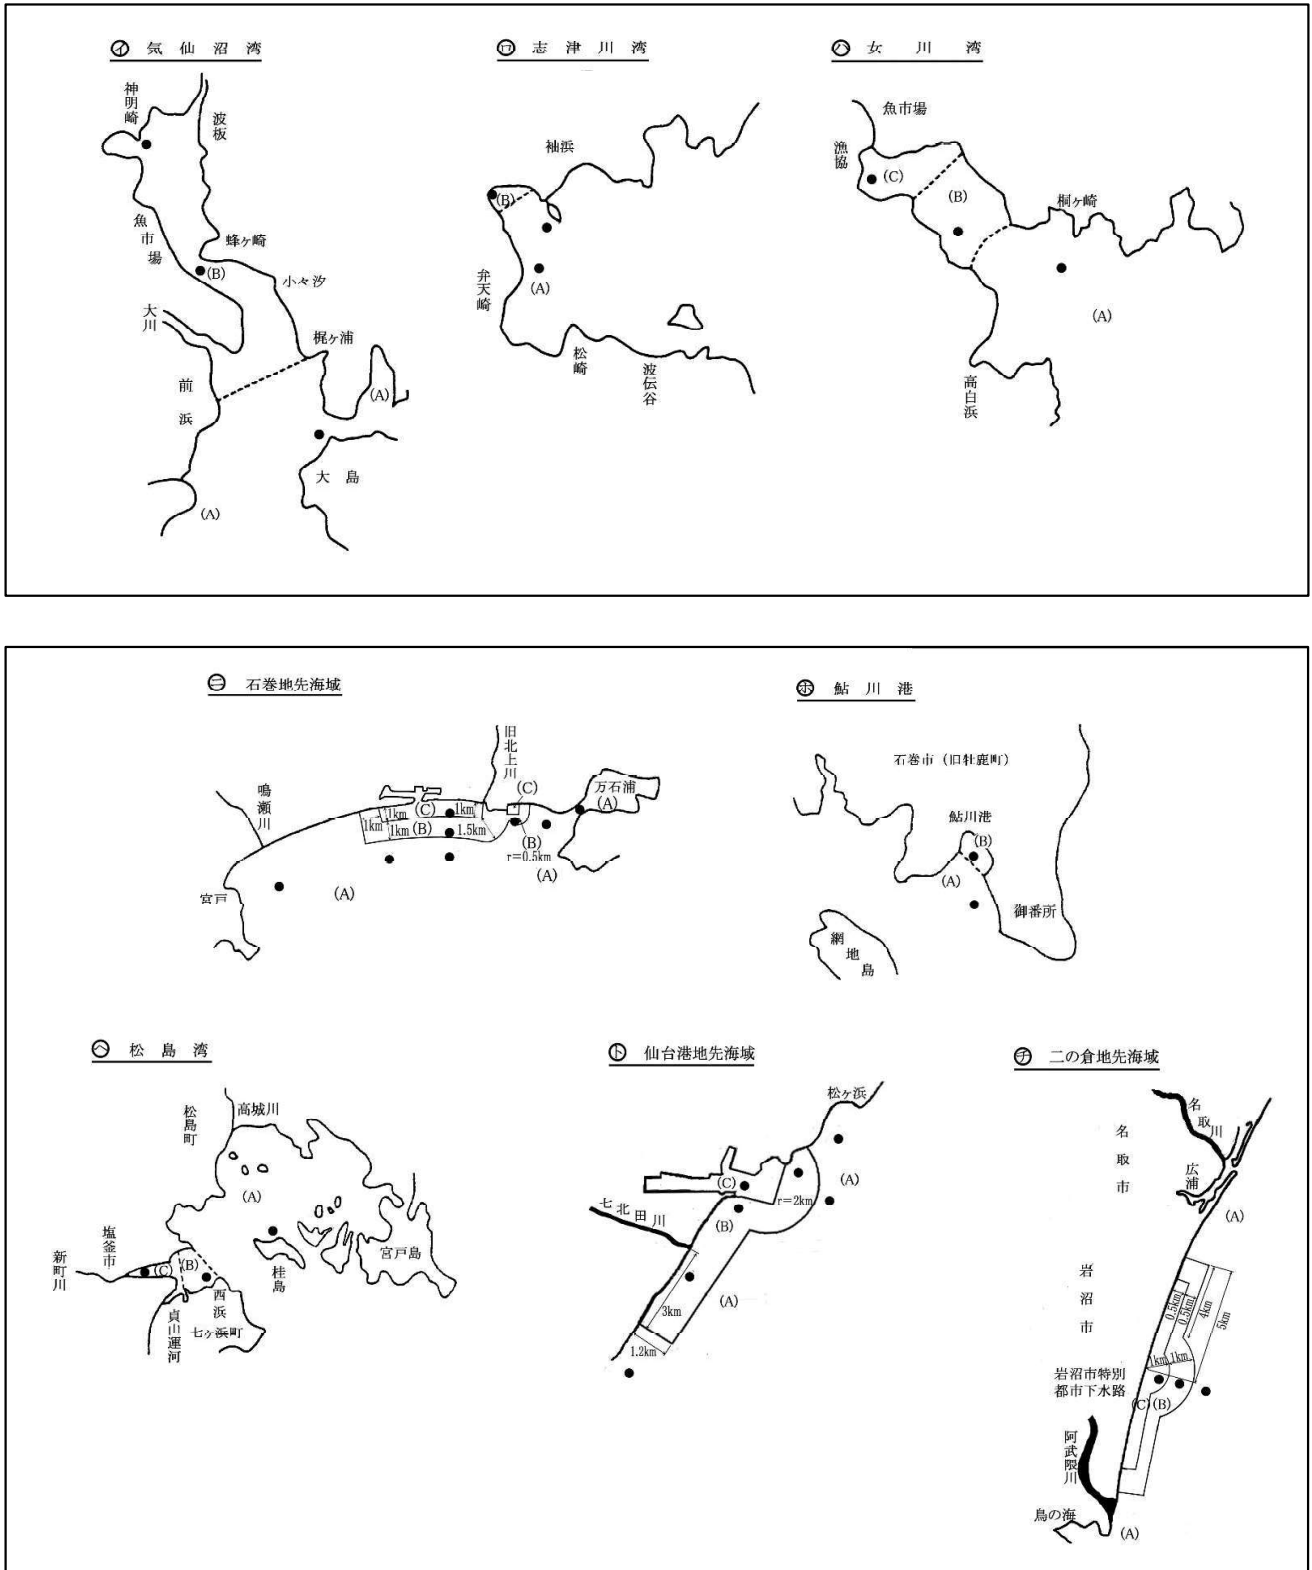 ㋑ 気仙沼湾
神明崎
波板
魚市場
蜂ヶ崎
(B)
小々汐
大川
梶ヶ浦
前浜
(A)
大島
(A)
㋺ 志津川湾
袖浜
(B)
弁天崎
(A)
松崎
波伝谷
㋩ 女川湾
魚市場
漁協
(C)
(B)
桐ヶ崎
(A)
高白浜
㊁ 石巻地先海域
旧北上川
鳴瀬川
万石浦
(A)
(C)
(C)
1km
1km
1km
1km
(B)
1.5km
(B)
r=0.5km
(A)
(A)
宮戸
㋭ 鮎川港
石巻市（旧牡鹿町）
鮎川港
(B)
(A)
御番所
網地島
㋬ 松島湾
松島町
高城川
(A)
塩釜市
新町川
(C)
(B)
西浜
桂島
宮戸島
貞山運河
七ヶ浜町
㋣ 仙台港地先海域
松ヶ浜
(C)
r=2km
(A)
七北田川
(B)
(A)
3km
1.2km
㋠ 二の倉地先海域
名取川
名取市
広浦
(A)
岩沼市
0.5km
0.5km
4km
5km
1km
1km
岩沼市特別
都市下水路
(C)
(B)
阿武隈川
鳥の海
(A)